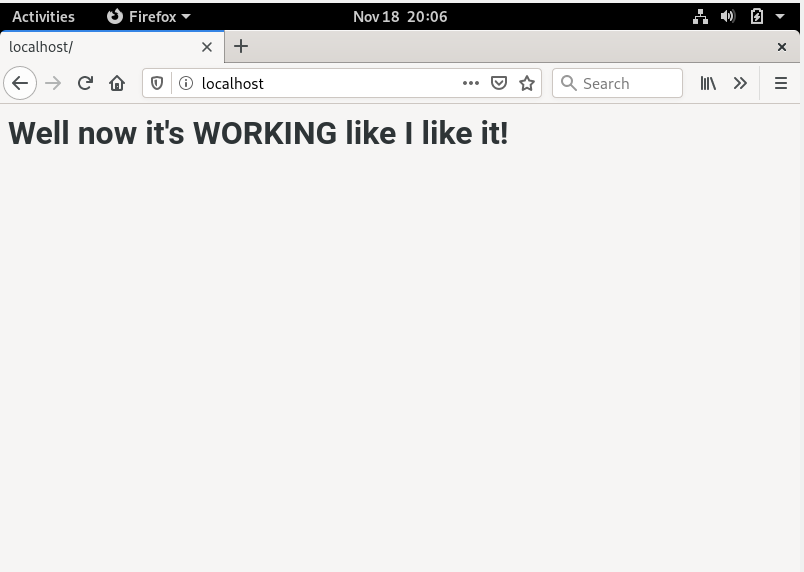 Activities Firefox Nov 18 20:06
localhost/
localhost Search
Well now it's WORKING like I like it!